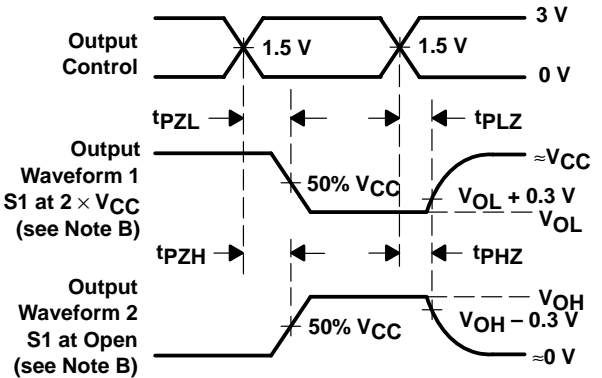 3 V
Output
Control
1.5 V
1.5 V
0 V
tPZL
tPLZ
Output
Waveform 1
S1 at 2 × VCC
(see Note B)
≈VCC
50% VCC
VOL + 0.3 V
VOL
tPZH
tPHZ
Output
Waveform 2
S1 at Open
(see Note B)
VOH
50% VCC
VOH – 0.3 V
≈0 V